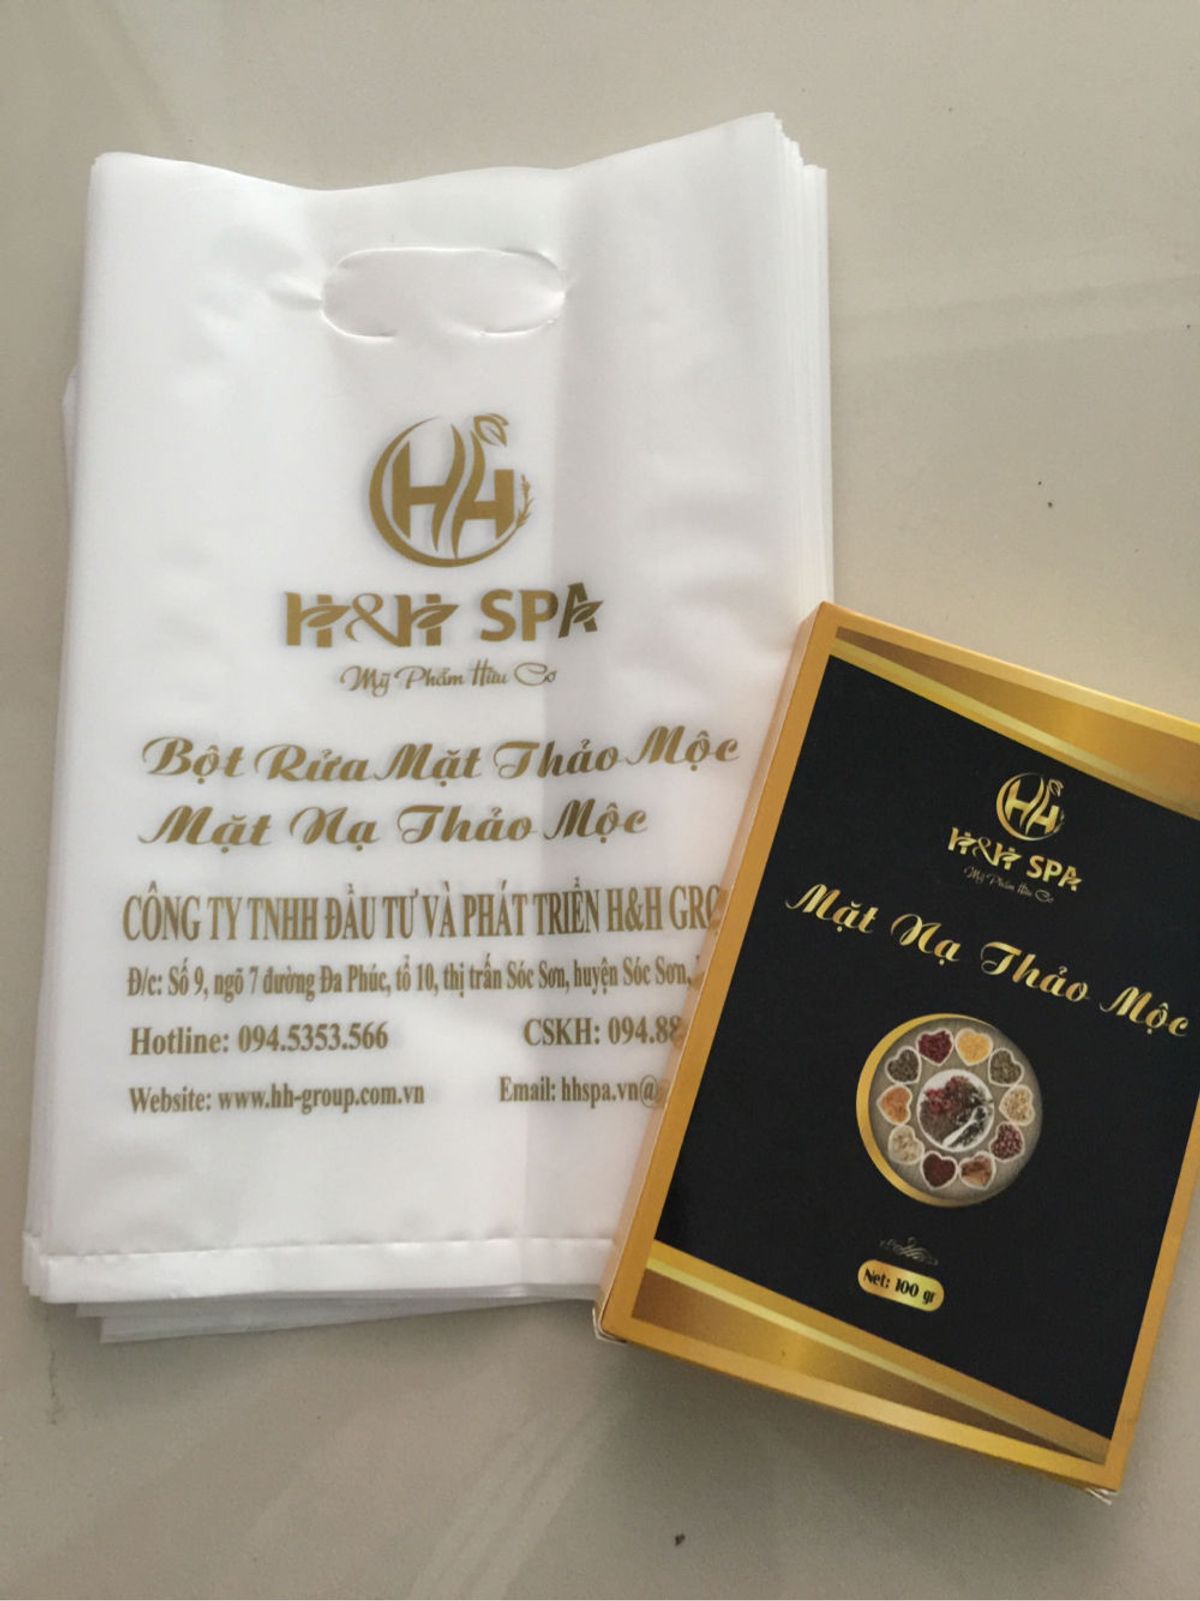 HH
H&H SPA
Mỹ Phẩm Hữu Cơ
Bột Rửa Mặt Thảo Mộc
Mặt Nạ Thảo Mộc
CÔNG TY TNHH ĐẦU TƯ VÀ PHÁT TRIỂN H&H
Đ/c: Số 9, ngõ 7 đường Đa Phúc, tổ 10, thị trấn Sóc Sơn, huyện Sóc Sơn,
Hotline: 094.5353.566 CSKH: 094.88
Website: www.hh-group.com.vn Email: hhspa.vn@
HH
H&H SPA
Mỹ Phẩm Hữu Cơ
Mặt Nạ Thảo Mộc
Net: 100 gr